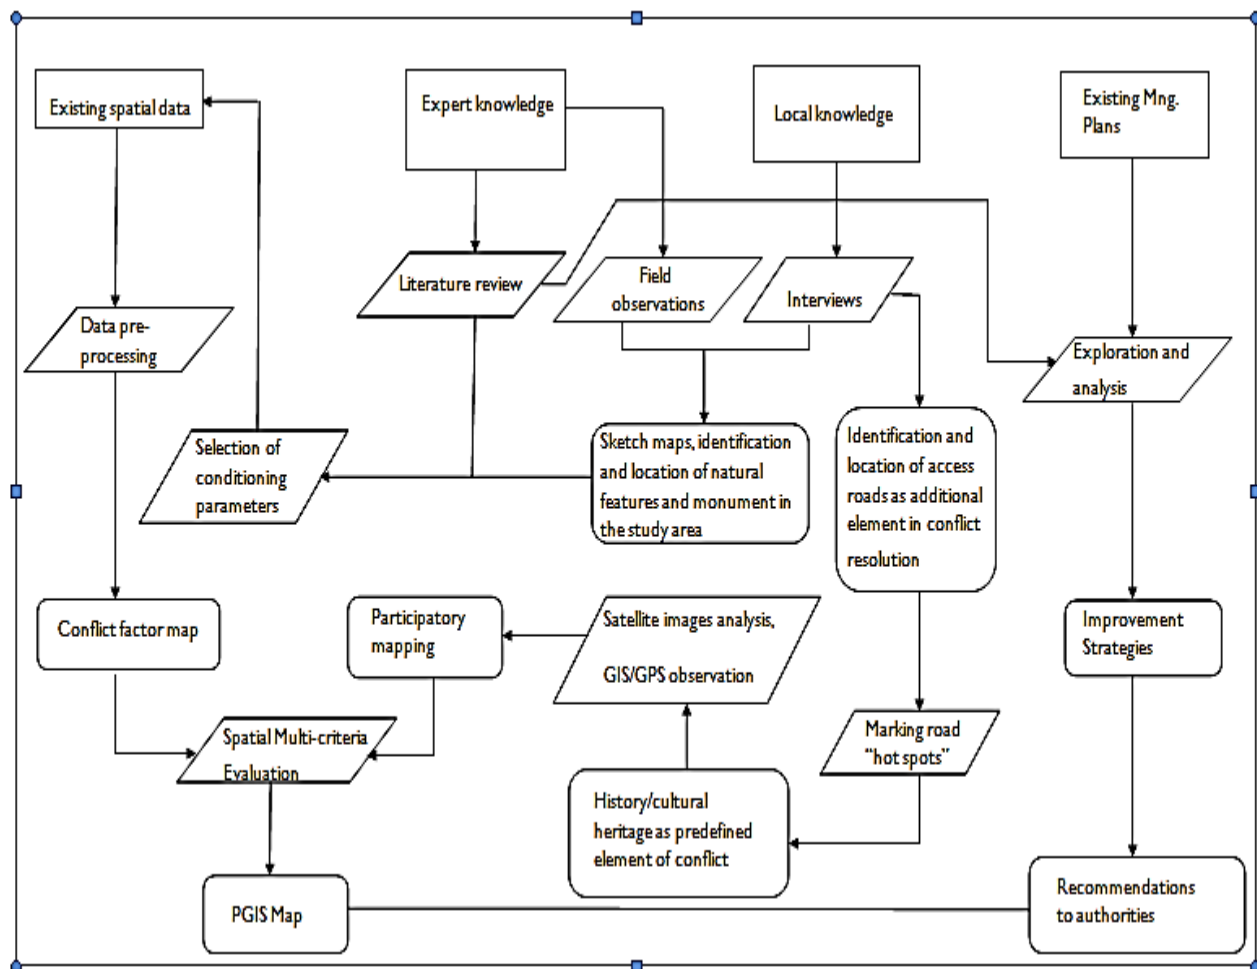 Existing spatial data
Expert knowledge
Local knowledge
Existing Mng.
Plans
Literature review
Field
observations
Interviews
Data pre-
processing
Exploration and
analysis
Selection of
conditioning
parameters
Sketch maps, identification
and location of natural
features and monument in
the study area
Identification and
location of access
roads as additional
element in conflict
resolution
Conflict factor map
Participatory
mapping
Satellite images analysis,
GIS/GPS observation
Improvement
Strategies
Spatial Multi-criteria
Evaluation
Marking road
“hot spots”
History/cultural
heritage as predefined
element of conflict
PGIS Map
Recommendations
to authorities